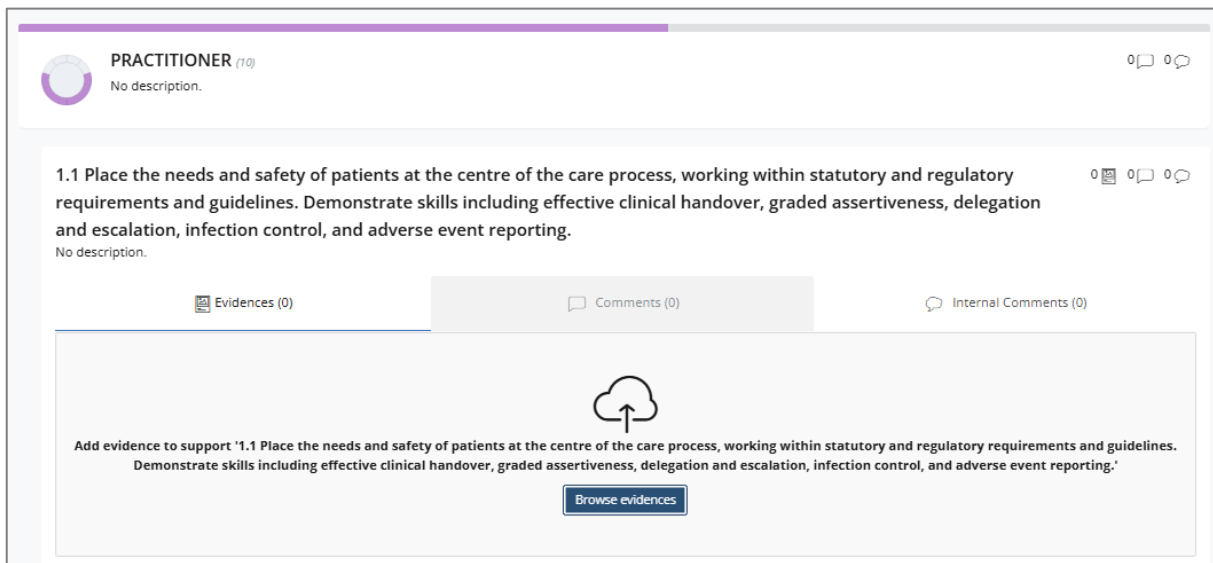 PRACTITIONER (10)
0 0
No description.
1.1 Place the needs and safety of patients at the centre of the care process, working within statutory and regulatory
0 0 0
requirements and guidelines. Demonstrate skills including effective clinical handover, graded assertiveness, delegation
and escalation, infection control, and adverse event reporting.
No description.
Evidences (0)
Comments (0)
Internal Comments (0)
Add evidence to support '1.1 Place the needs and safety of patients at the centre of the care process, working within statutory and regulatory requirements and guidelines.
Demonstrate skills including effective clinical handover, graded assertiveness, delegation and escalation, infection control, and adverse event reporting.'
Browse evidences